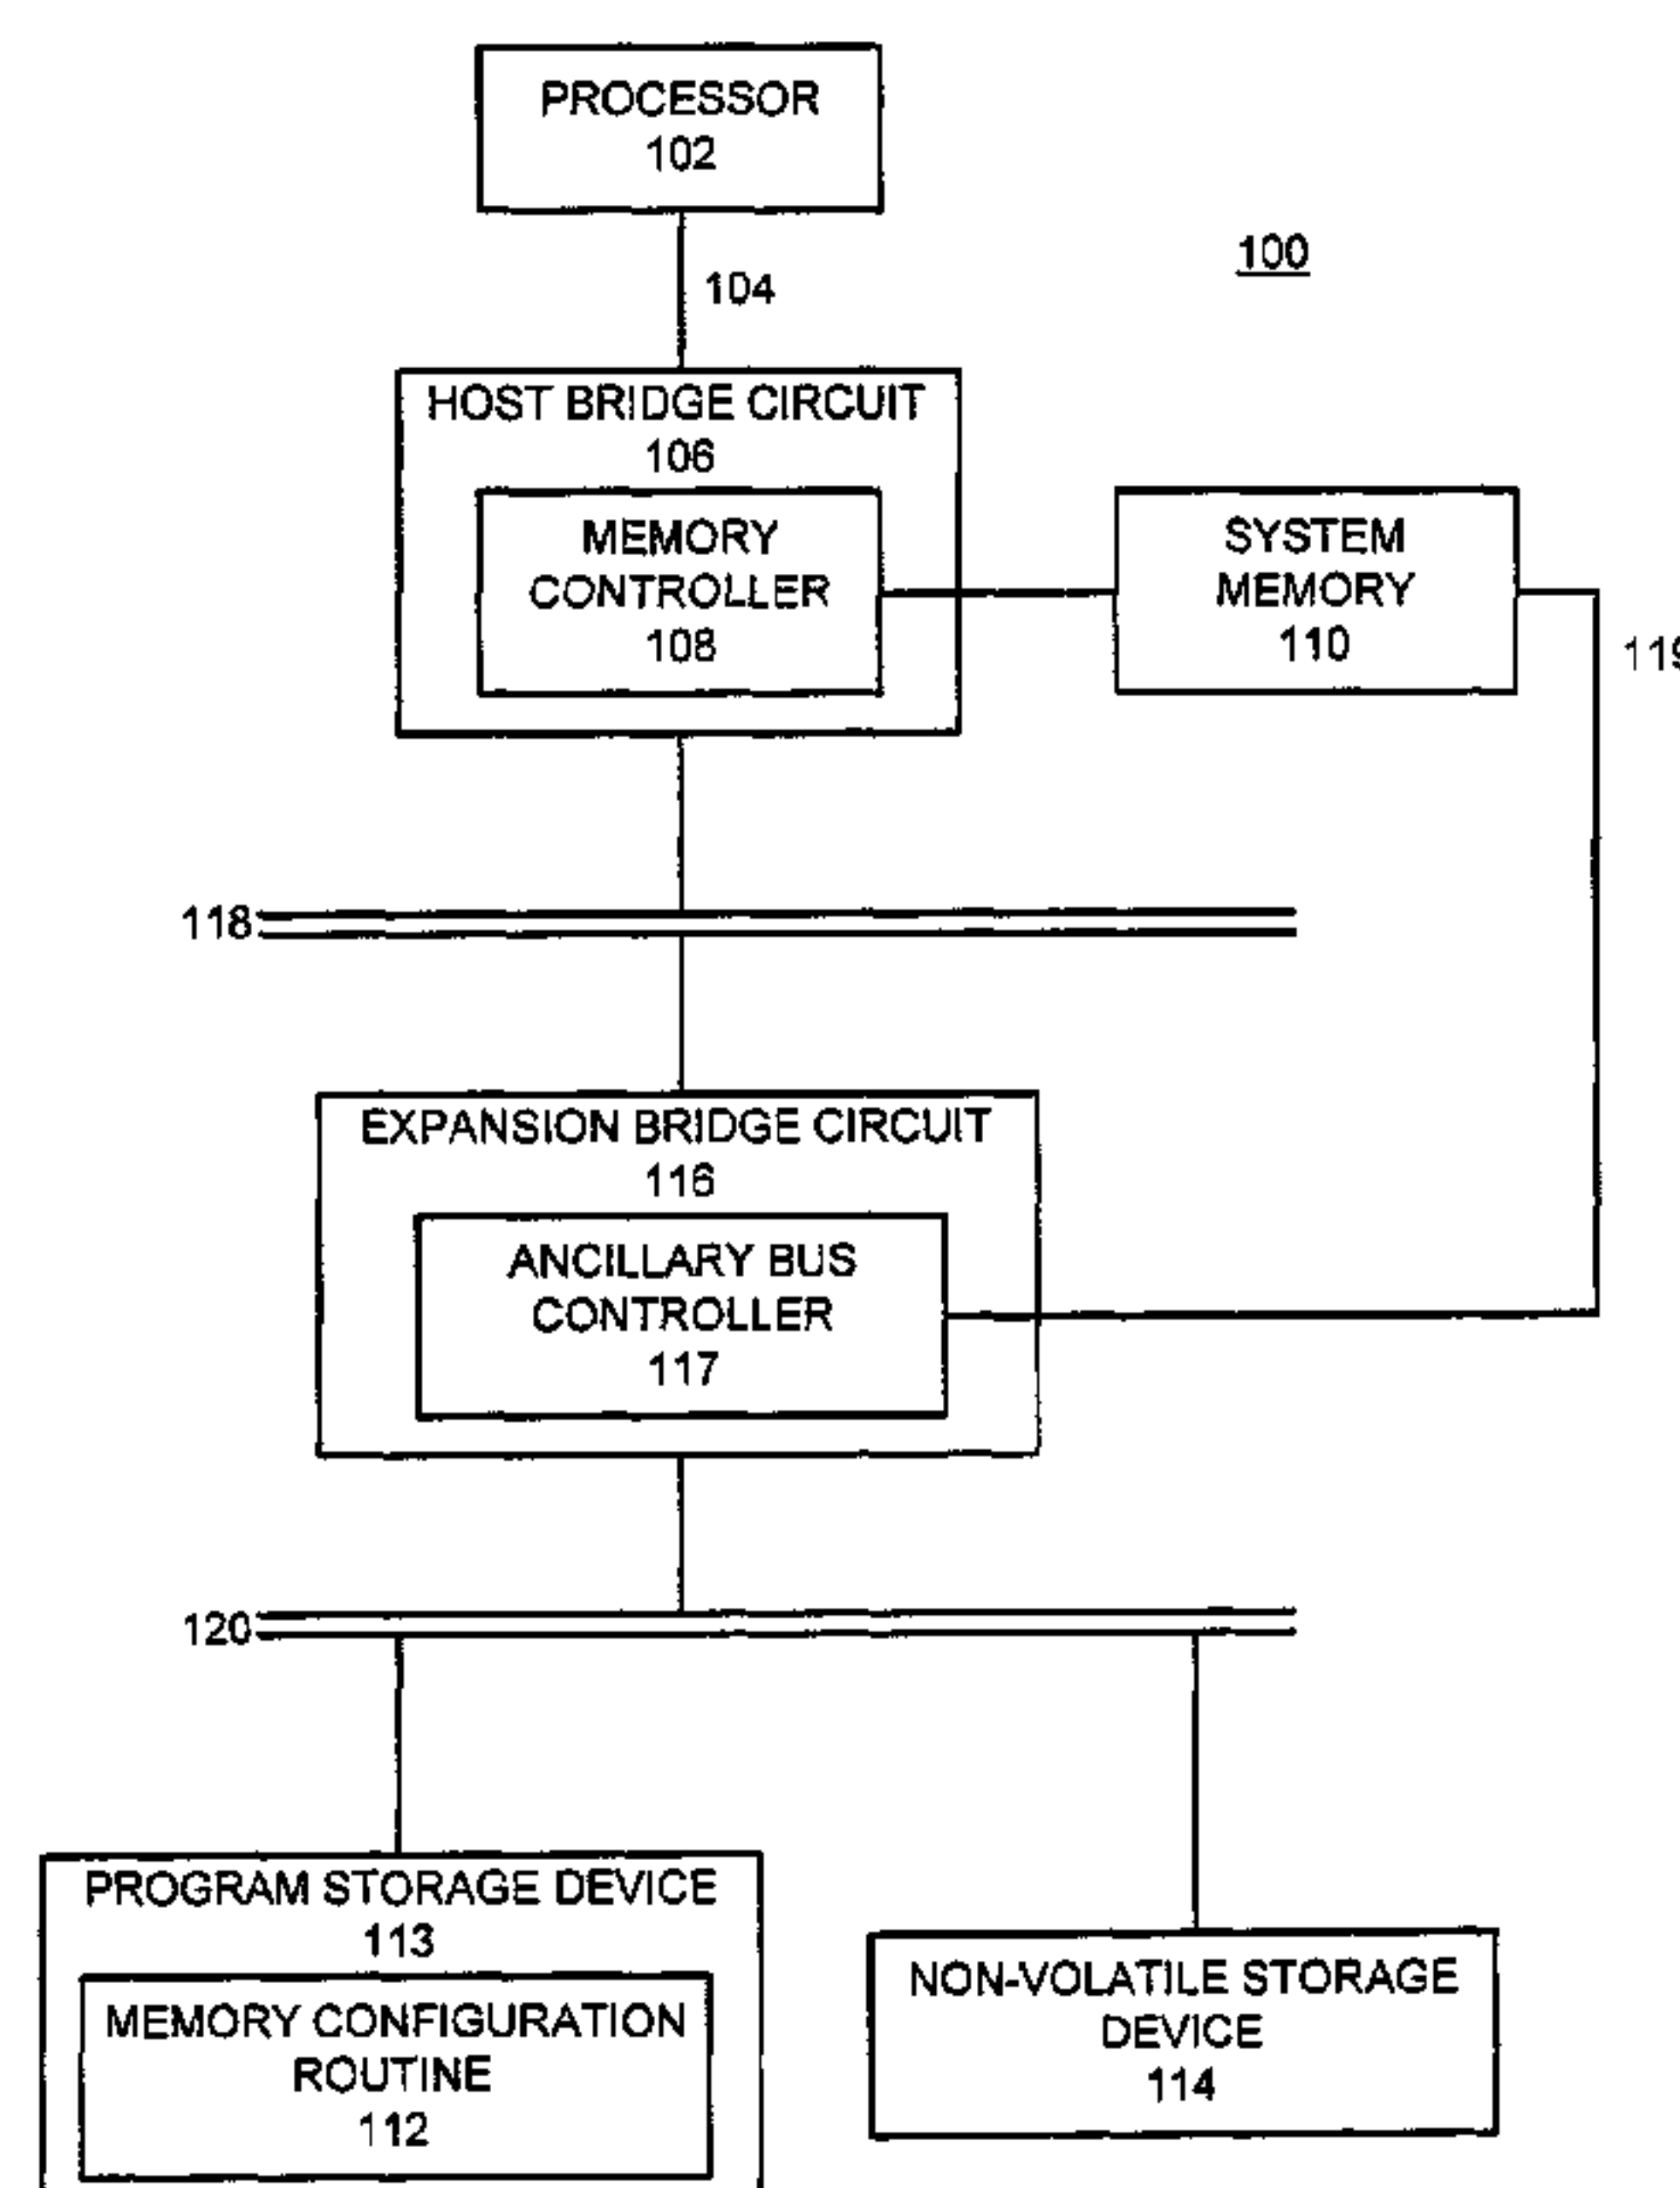 PROCESSOR
102
100
104
HOST BRIDGE CIRCUIT
106
MEMORY
CONTROLLER
108
SYSTEM
MEMORY
110
119
118
EXPANSION BRIDGE CIRCUIT
116
ANCILLARY BUS
CONTROLLER
117
120
PROGRAM STORAGE DEVICE
113
MEMORY CONFIGURATION
ROUTINE
112
NON-VOLATILE STORAGE
DEVICE
114